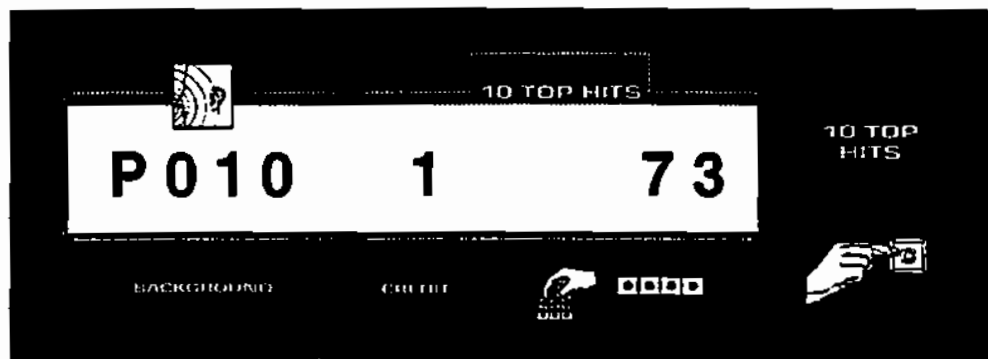 10 TOP HITS
10 TOP
HITS
P010 1 73
BACKGROUND CREDIT